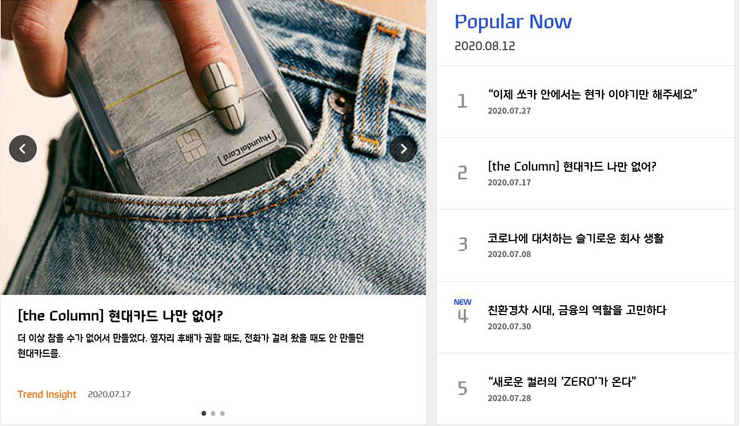 HyundaiCard
[the Column] 현대카드 나만 없어?
더 이상 참을 수가 없어서 만들었다. 옆자리 후배가 권할 때도, 전화가 걸려 왔을 때도 안 만들던
현대카드를.
Trend Insight 2020.07.17
Popular Now
2020.08.12
1 “이제 쏘카 안에서는 현카 이야기만 해주세요”
2020.07.27
2 [the Column] 현대카드 나만 없어?
2020.07.17
3 코로나에 대처하는 슬기로운 회사 생활
2020.07.08
NEW
4 친환경차 시대, 금융의 역할을 고민하다
2020.07.30
5 “새로운 컬러의 ‘ZERO’가 온다”
2020.07.28